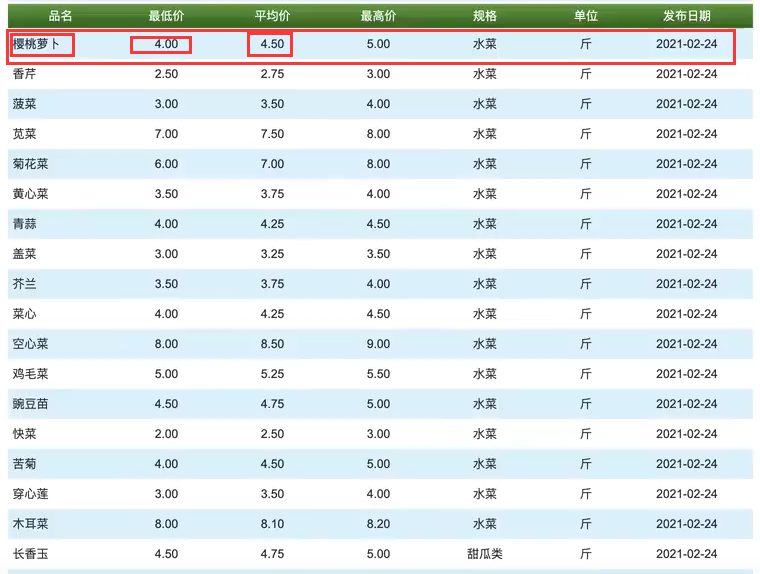 品名 最低价 平均价 最高价 规格 单位 发布日期
樱桃萝卜 4.00 4.50 5.00 水菜 斤 2021-02-24
香芹 2.50 2.75 3.00 水菜 斤 2021-02-24
菠菜 3.00 3.50 4.00 水菜 斤 2021-02-24
苋菜 7.00 7.50 8.00 水菜 斤 2021-02-24
菊花菜 6.00 7.00 8.00 水菜 斤 2021-02-24
黄心菜 3.50 3.75 4.00 水菜 斤 2021-02-24
青蒜 4.00 4.25 4.50 水菜 斤 2021-02-24
盖菜 3.00 3.25 3.50 水菜 斤 2021-02-24
芥兰 3.50 3.75 4.00 水菜 斤 2021-02-24
菜心 4.00 4.25 4.50 水菜 斤 2021-02-24
空心菜 8.00 8.50 9.00 水菜 斤 2021-02-24
鸡毛菜 5.00 5.25 5.50 水菜 斤 2021-02-24
豌豆苗 4.50 4.75 5.00 水菜 斤 2021-02-24
快菜 2.00 2.50 3.00 水菜 斤 2021-02-24
苦菊 4.00 4.50 5.00 水菜 斤 2021-02-24
穿心莲 3.00 3.50 4.00 水菜 斤 2021-02-24
木耳菜 8.00 8.10 8.20 水菜 斤 2021-02-24
长香玉 4.50 4.75 5.00 甜瓜类 斤 2021-02-24